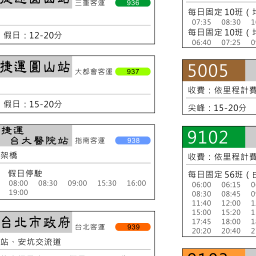 捷運圓山站 三重客運 936
假日：12-20分
捷運圓山站 大都會客運 937
假日：15-20分
捷運
台大醫院站 指南客運 938
架橋
假日停駛
08:00 08:30 09:00 15:30 16:00
19:00
台北市政府 台北客運 939
站・安坑交流道
每日固定10班
07:35 08:30
每日固定10班
06:40 07:25
5005
收費：依里程計費
尖峰：15-20分
9102
收費：依里程計費
每日固定56班
06:00 06:15
08:30 08:45
11:40 12:00
15:00 15:20
17:45 18:00
20:20 20:40